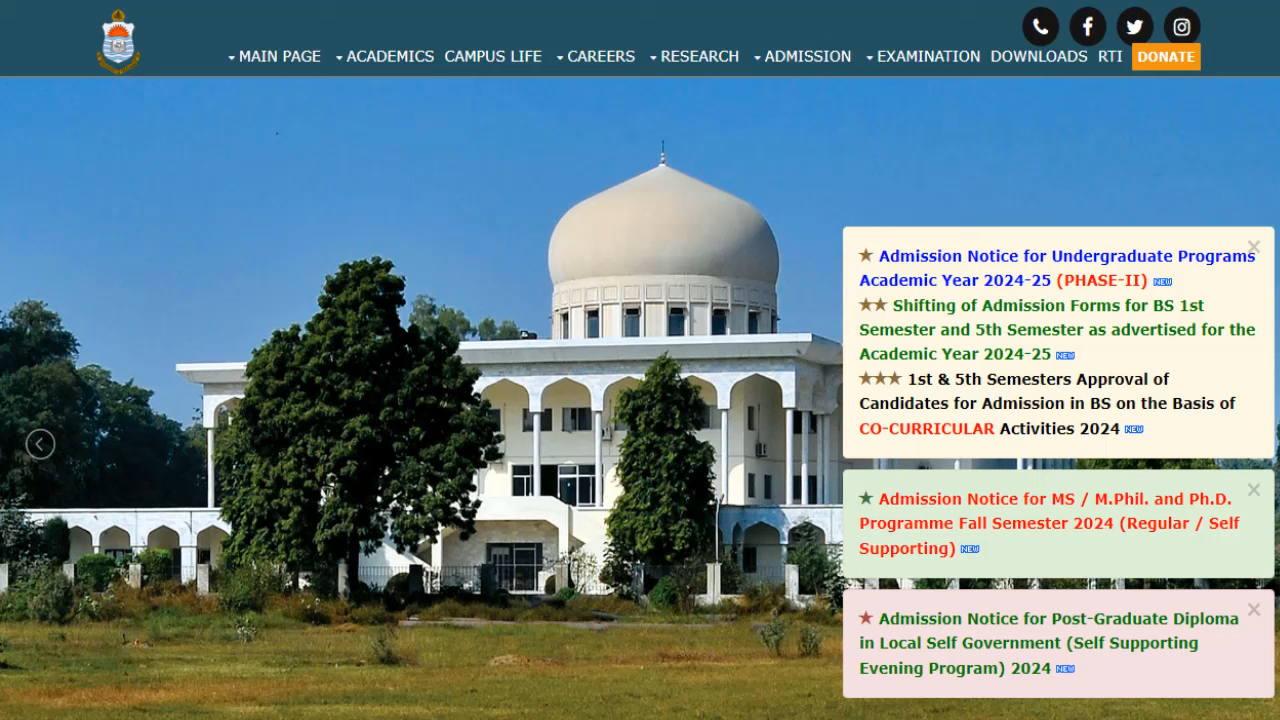 MAIN PAGE ACADEMICS CAMPUS LIFE CAREERS RESEARCH ADMISSION EXAMINATION DOWNLOADS RTI DONATE
★ Admission Notice for Undergraduate Programs
Academic Year 2024-25 (PHASE-II) NEW
★★ Shifting of Admission Forms for BS 1st
Semester and 5th Semester as advertised for the
Academic Year 2024-25 NEW
★★★ 1st & 5th Semesters Approval of
Candidates for Admission in BS on the Basis of
CO-CURRICULAR Activities 2024 NEW
★ Admission Notice for MS / M.Phil. and Ph.D.
Programme Fall Semester 2024 (Regular / Self
Supporting) NEW
★ Admission Notice for Post-Graduate Diploma
in Local Self Government (Self Supporting
Evening Program) 2024 NEW